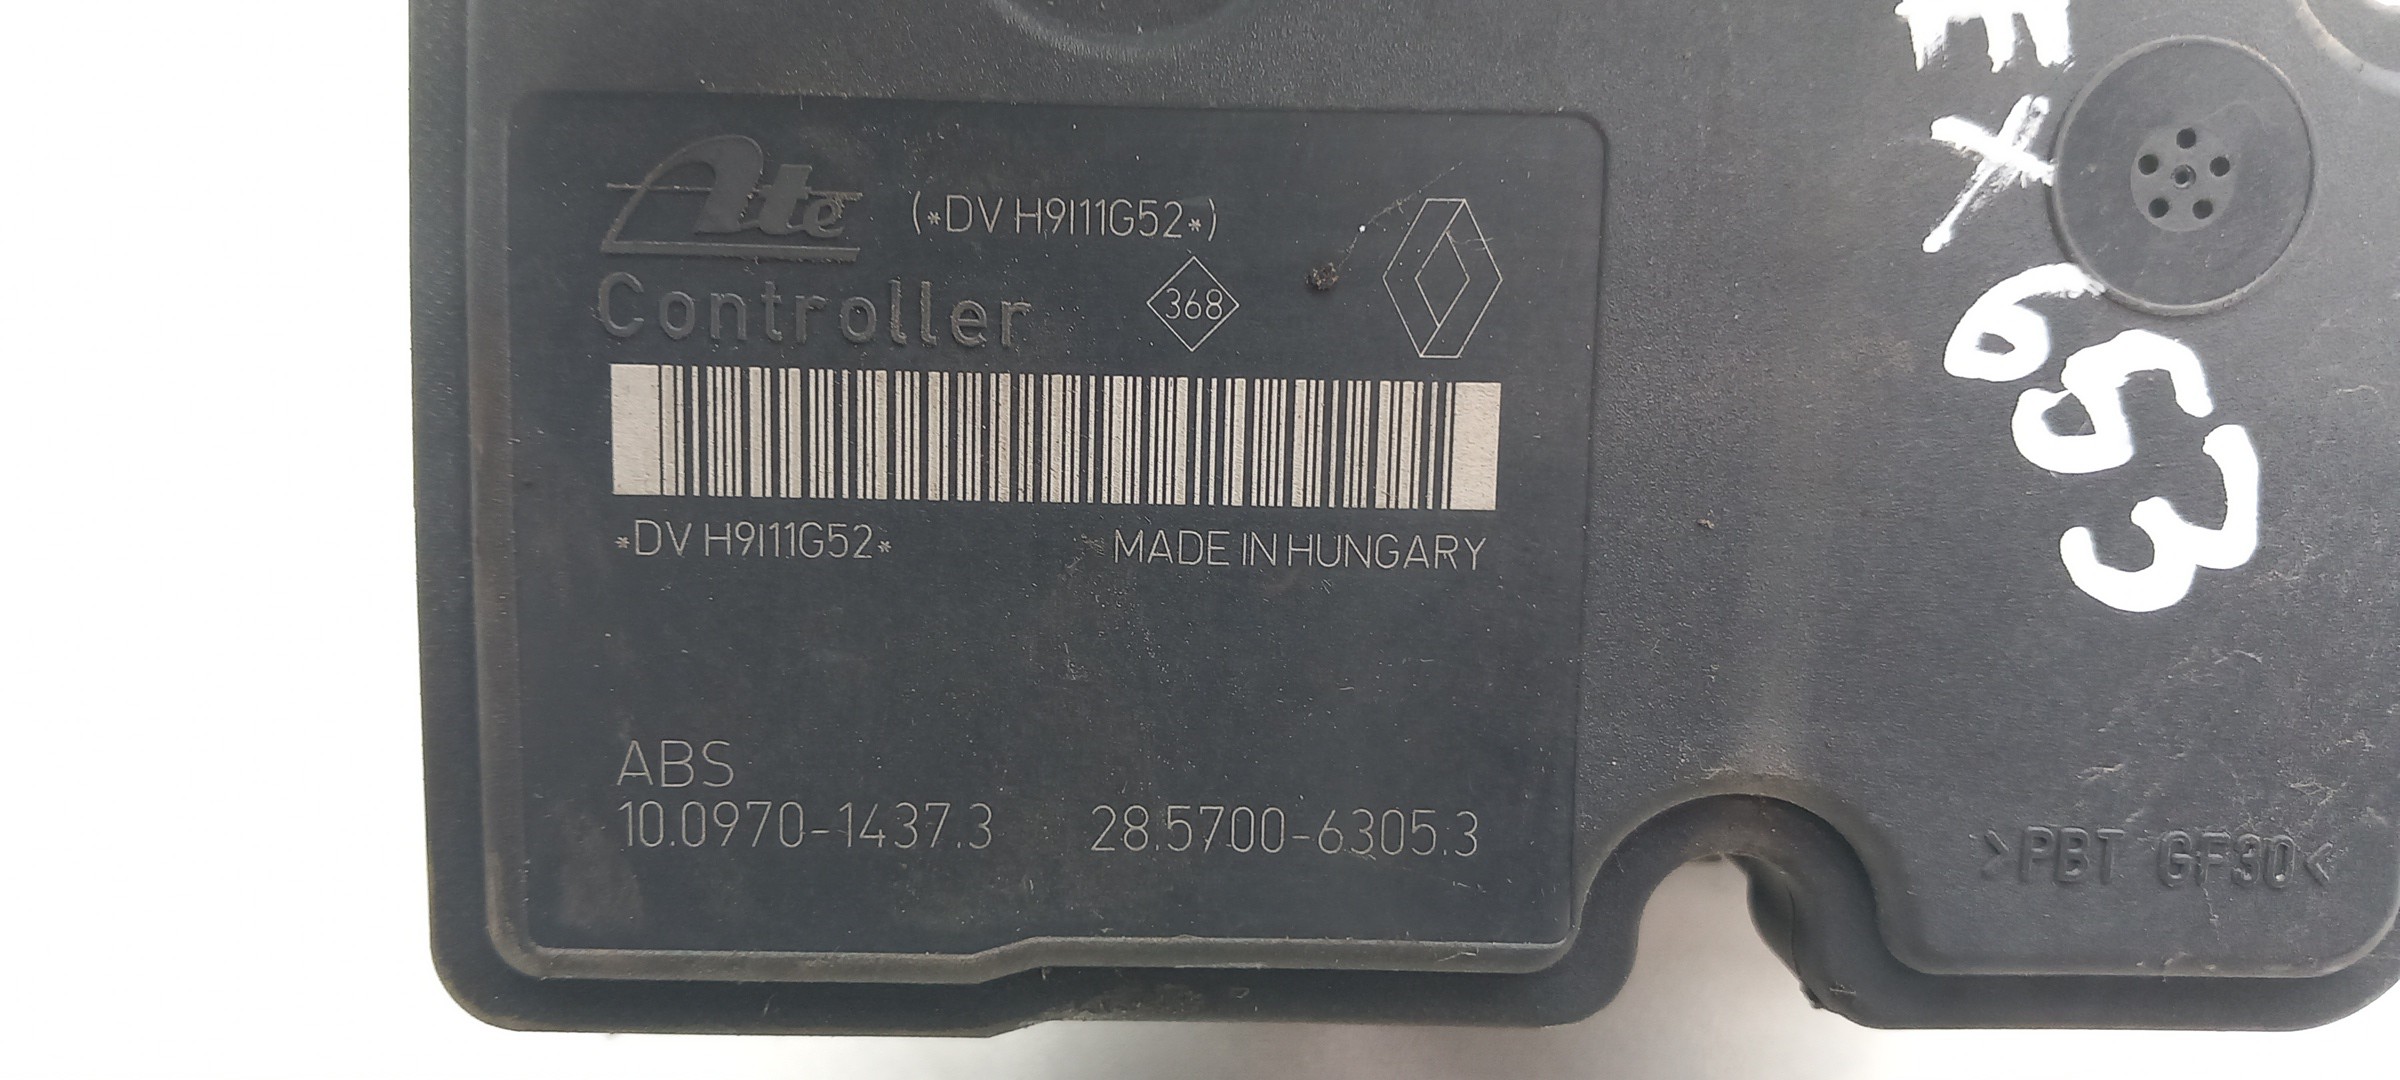 Ate (*DV H9I11G52*)
Controller
368
*DV H9I11G52* MADE IN HUNGARY
ABS
10.0970-1437.3 28.5700-6305.3
653
>PBT GF30<